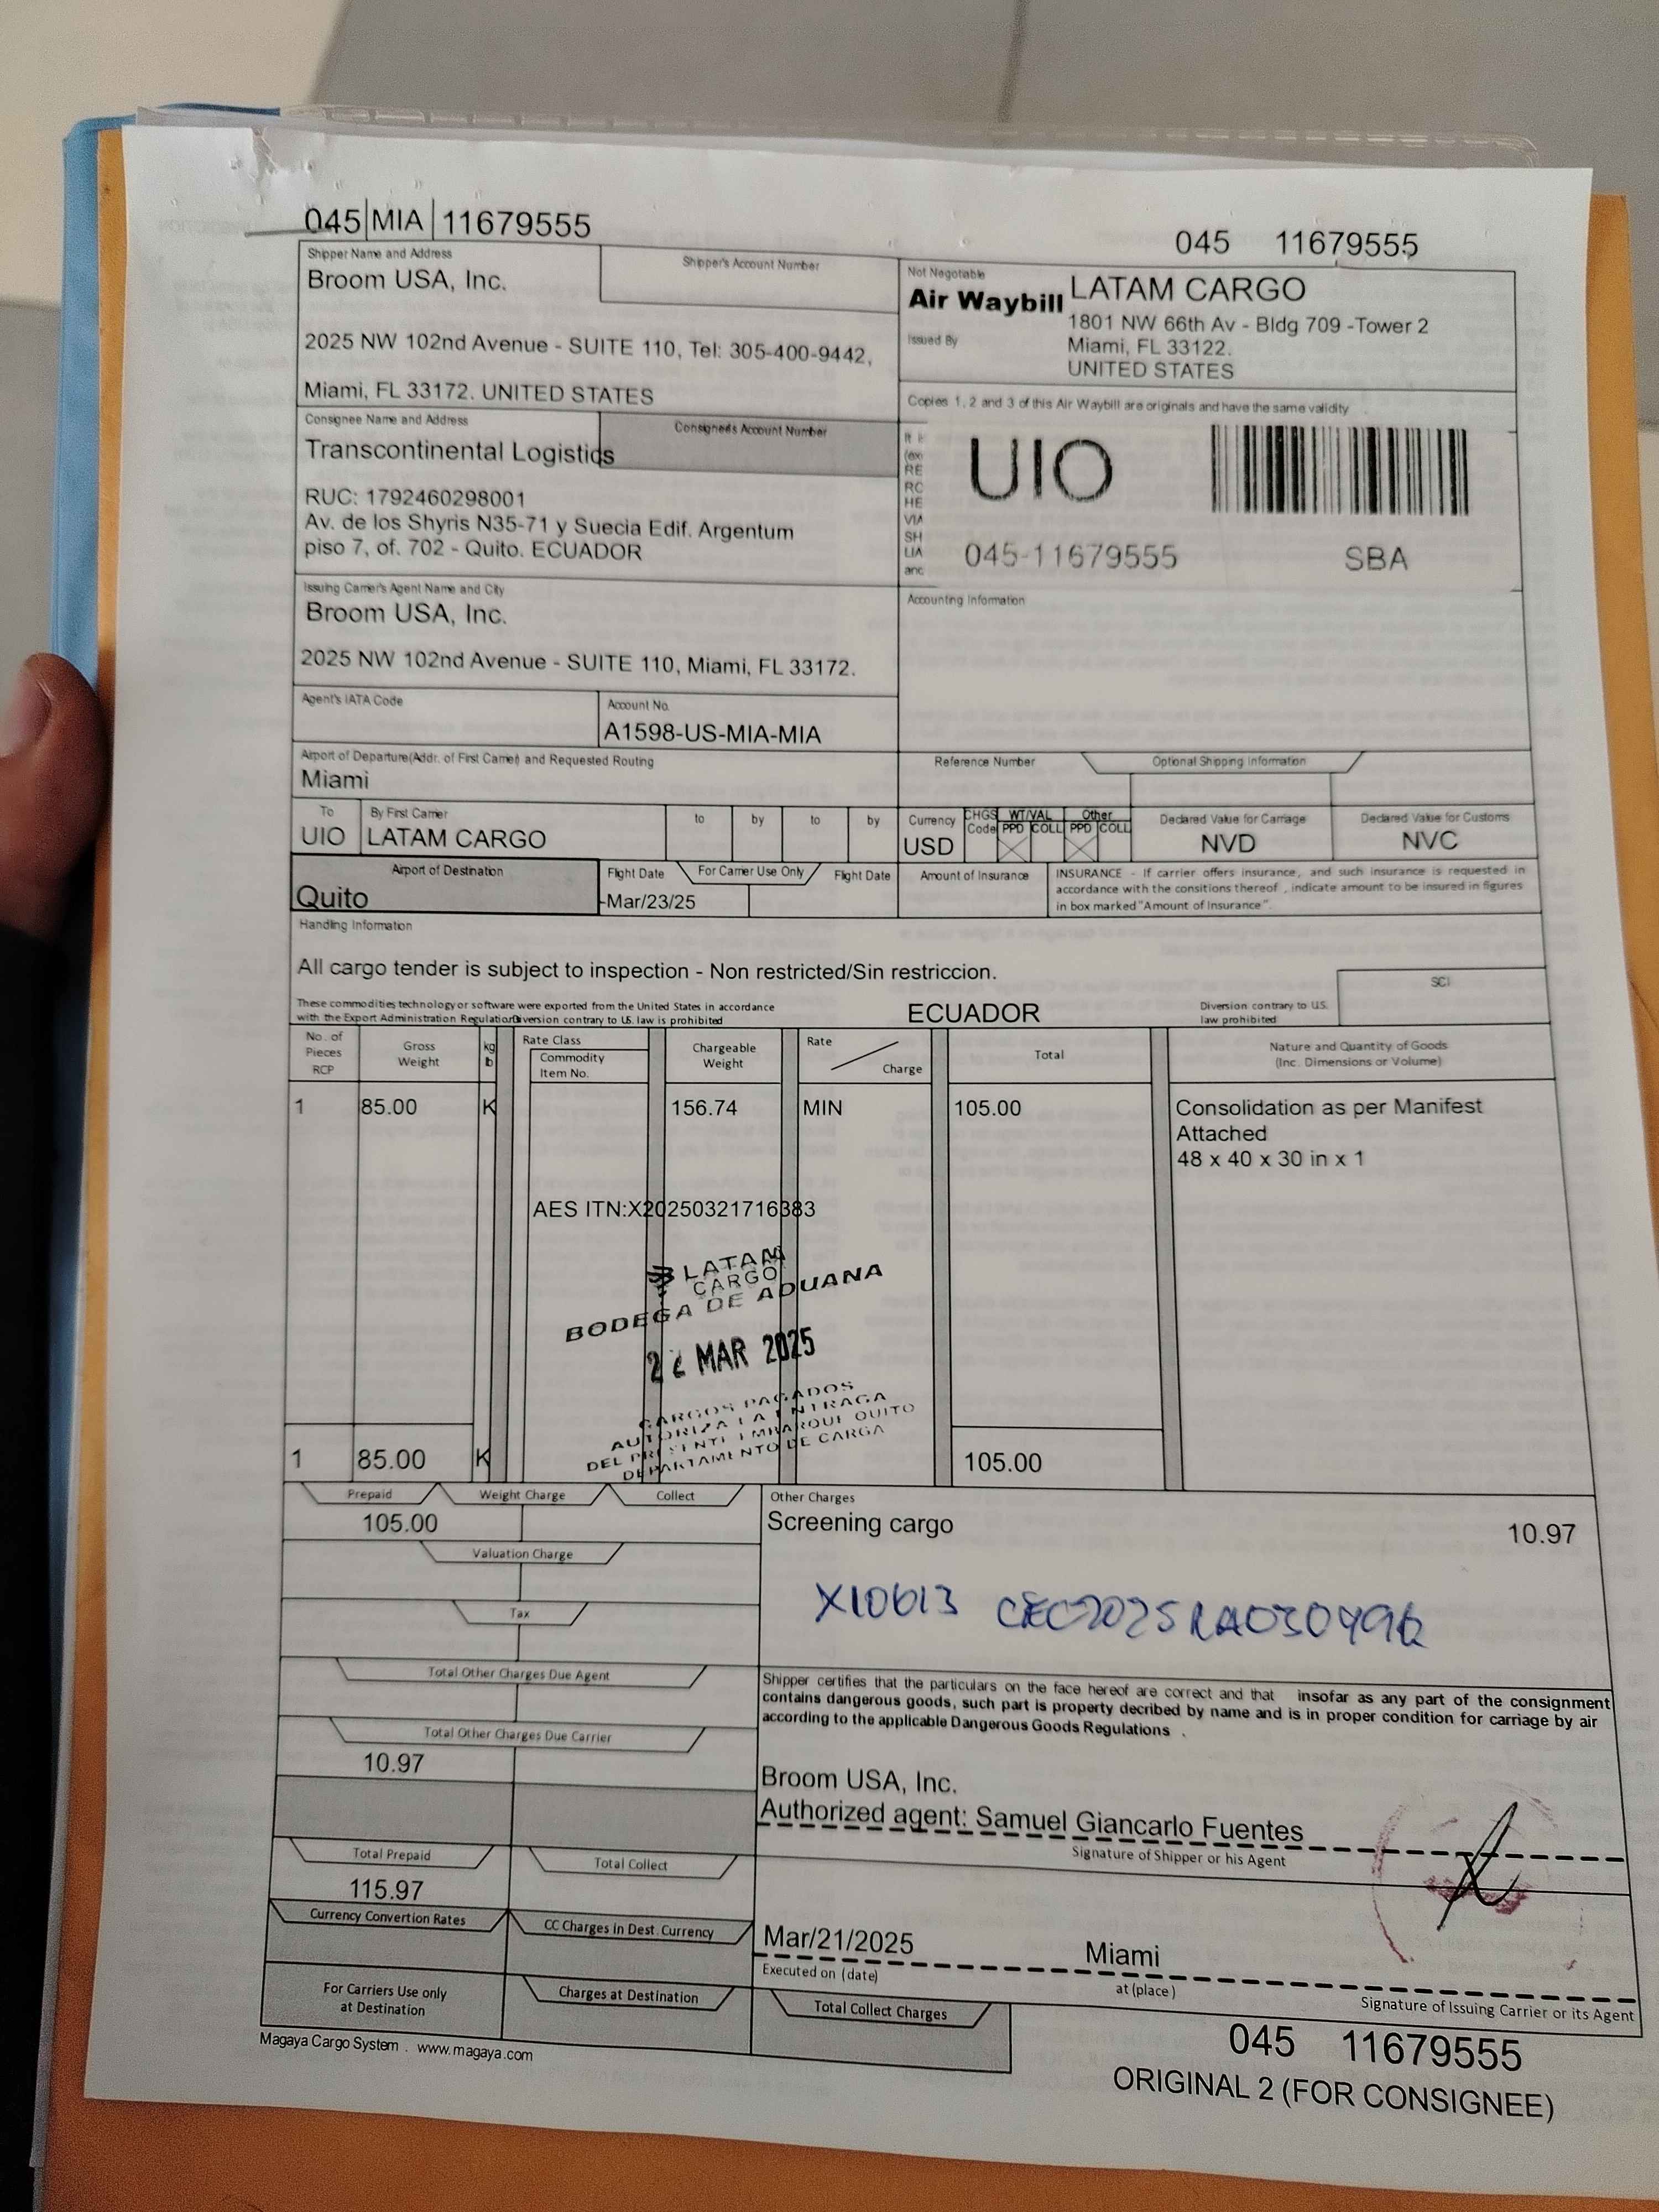 045 MIA 11679555
045 11679555
Shipper Name and Address
Shipper's Account Number
Broom USA, Inc.
2025 NW 102nd Avenue - SUITE 110, Tel: 305-400-9442,
Miami, FL 33172. UNITED STATES
Not Negotiable
Air Waybill
Issued By
LATAM CARGO
1801 NW 66th Av - Bldg 709 -Tower 2
Miami, FL 33122.
UNITED STATES
Copies 1, 2 and 3 of this Air Waybill are originals and have the same validity
Consignee Name and Address
Consignee's Account Number
Transcontinental Logistics
RUC: 1792460298001
Av. de los Shyris N35-71 y Suecia Edif. Argentum
piso 7, of. 702 - Quito. ECUADOR
RE
HE
VIA
SH
LIA
anc
UIO
045-11679555 SBA
Issuing Carrier's Agent Name and City
Broom USA, Inc.
2025 NW 102nd Avenue - SUITE 110, Miami, FL 33172.
Accounting Information
Agent's IATA Code
Account No.
A1598-US-MIA-MIA
Airport of Departure(Addr. of First Carrier) and Requested Routing
Miami
Reference Number
Optional Shipping Information
To
By First Carrier
to by to by
UIO LATAM CARGO
Currency
USD
CHGS Code
WT/VAL
PPD COLL
Other
PPD COLL
Declared Value for Carriage
NVD
Declared Value for Customs
NVC
Airport of Destination
Quito
Flight Date
For Carrier Use Only
Flight Date
Mar/23/25
Amount of Insurance
INSURANCE - If carrier offers insurance, and such insurance is requested in
accordance with the consitions thereof , indicate amount to be insured in figures
in box marked "Amount of Insurance".
Handling Information
All cargo tender is subject to inspection - Non restricted/Sin restriccion.
SCI
These commodities technology or software were exported from the United States in accordance
with the Export Administration Regulation Diversion contrary to U.S. law is prohibited
ECUADOR
Diversion contrary to U.S.
law prohibited
No. of
Pieces
RCP
Gross
Weight
kg
lb
Rate Class
Commodity
Item No.
Chargeable
Weight
Rate
Charge
Total
Nature and Quantity of Goods
(Inc. Dimensions or Volume)
1 85.00 K 156.74 MIN 105.00
Consolidation as per Manifest
Attached
48 x 40 x 30 in x 1
AES ITN:X20250321716383
LATAM
CARGO
BODEGA DE ADUANA
MAR 2025
CARGOS PAGADOS
AUTORIZA LA ENTRAGA
DEL PRESENTE EMBARQUE QUITO
DEPARTAMENTO DE CARGA
1 85.00 K 105.00
Prepaid
Weight Charge
Collect
105.00
Other Charges
Screening cargo 10.97
Valuation Charge
Tax
X10613
Total Other Charges Due Agent
Shipper certifies that the particulars on the face hereof are correct and that insofar as any part of the consignment
contains dangerous goods, such part is property decribed by name and is in proper condition for carriage by air
according to the applicable Dangerous Goods Regulations .
Total Other Charges Due Carrier
10.97
Broom USA, Inc.
Authorized agent: Samuel Giancarlo Fuentes
Signature of Shipper or his Agent
Total Prepaid
Total Collect
115.97
Currency Convertion Rates
CC Charges in Dest. Currency
Mar/21/2025 Miami
Executed on (date)
at (place)
Signature of Issuing Carrier or its Agent
For Carriers Use only
at Destination
Charges at Destination
Total Collect Charges
045 11679555
Magaya Cargo System . www.magaya.com
ORIGINAL 2 (FOR CONSIGNEE)